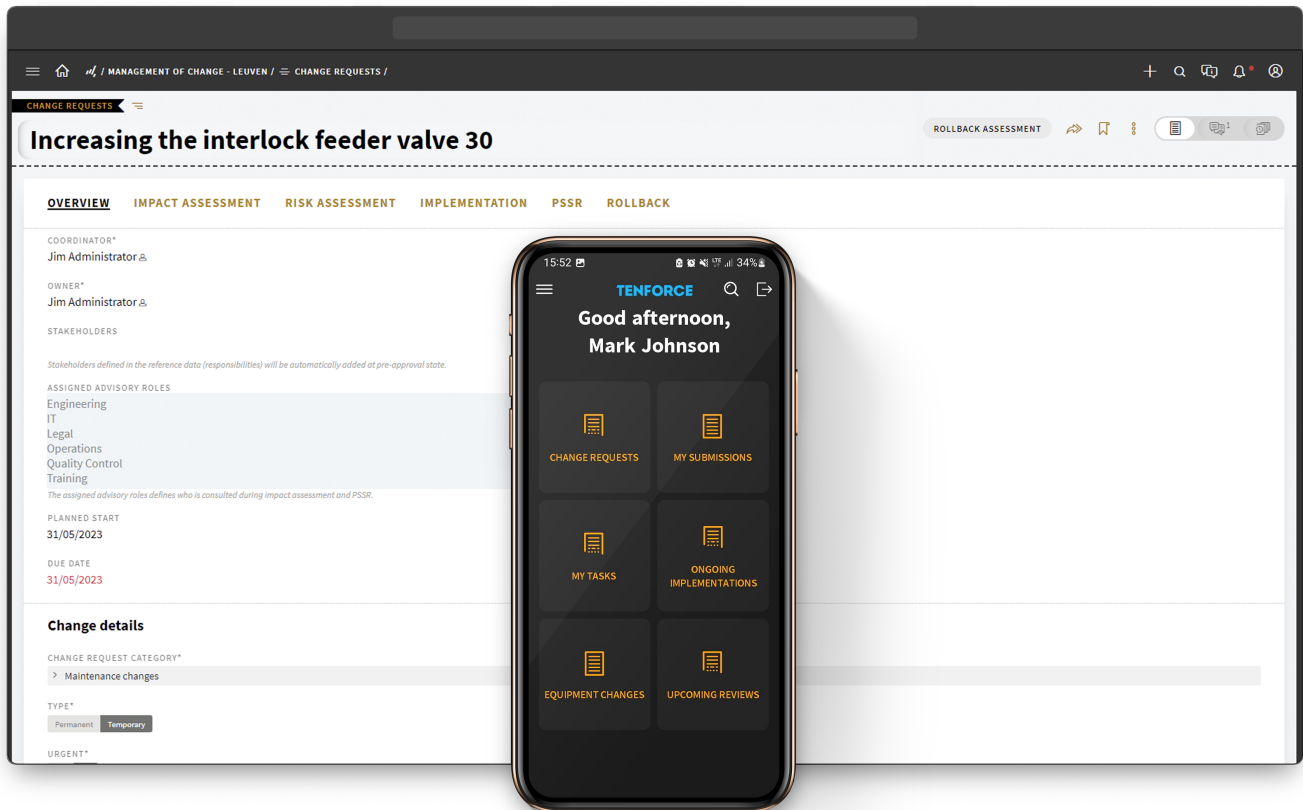 / MANAGEMENT OF CHANGE - LEUVEN / CHANGE REQUESTS /
CHANGE REQUESTS
Increasing the interlock feeder valve 30
ROLLBACK ASSESSMENT
1
OVERVIEW IMPACT ASSESSMENT RISK ASSESSMENT IMPLEMENTATION PSSR ROLLBACK
COORDINATOR*
Jim Administrator
OWNER*
Jim Administrator
STAKEHOLDERS
Stakeholders defined in the reference data (responsibilities) will be automatically added at pre-approval state.
ASSIGNED ADVISORY ROLES
Engineering
IT
Legal
Operations
Quality Control
Training
The assigned advisory roles defines who is consulted during impact assessment and PSSR.
PLANNED START
31/05/2023
DUE DATE
31/05/2023
Change details
CHANGE REQUEST CATEGORY*
Maintenance changes
TYPE*
Permanent Temporary
URGENT*
15:52 LTE 34%
TENFORCE
Good afternoon,
Mark Johnson
CHANGE REQUESTS
MY SUBMISSIONS
MY TASKS
ONGOING
IMPLEMENTATIONS
EQUIPMENT CHANGES
UPCOMING REVIEWS